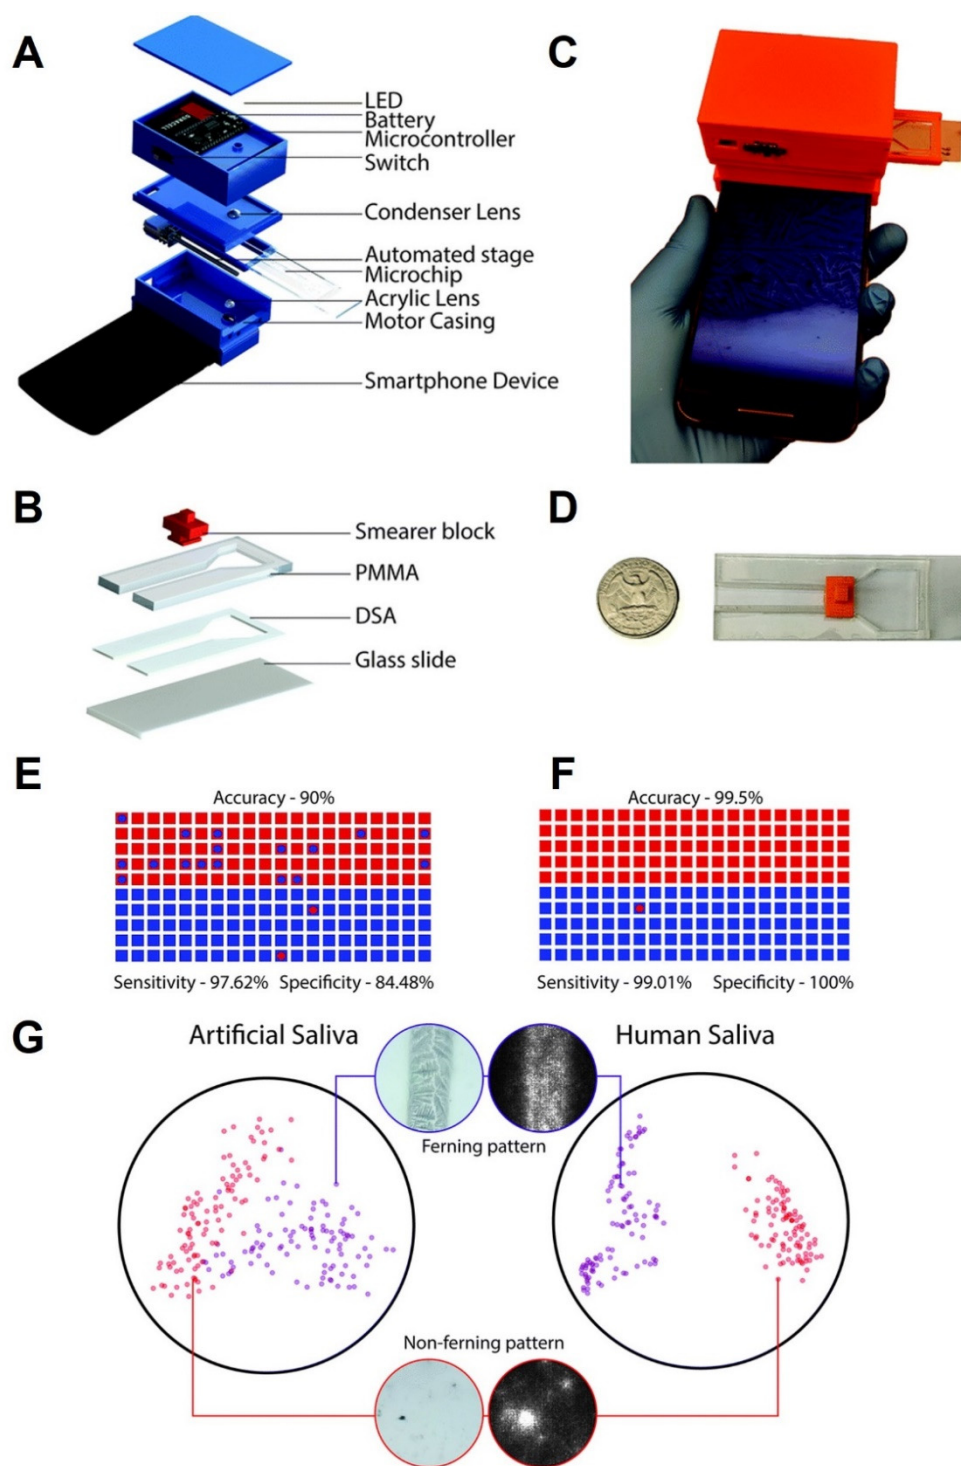 A
LED
Battery
Microcontroller
Switch
Condenser Lens
Automated stage
Microchip
Acrylic Lens
Motor Casing
Smartphone Device
B
Smearer block
PMMA
DSA
Glass slide
C
D
E
Accuracy - 90%
Sensitivity - 97.62% Specificity - 84.48%
F
Accuracy - 99.5%
Sensitivity - 99.01% Specificity - 100%
G
Artificial Saliva
Human Saliva
Ferning pattern
Non-ferning pattern